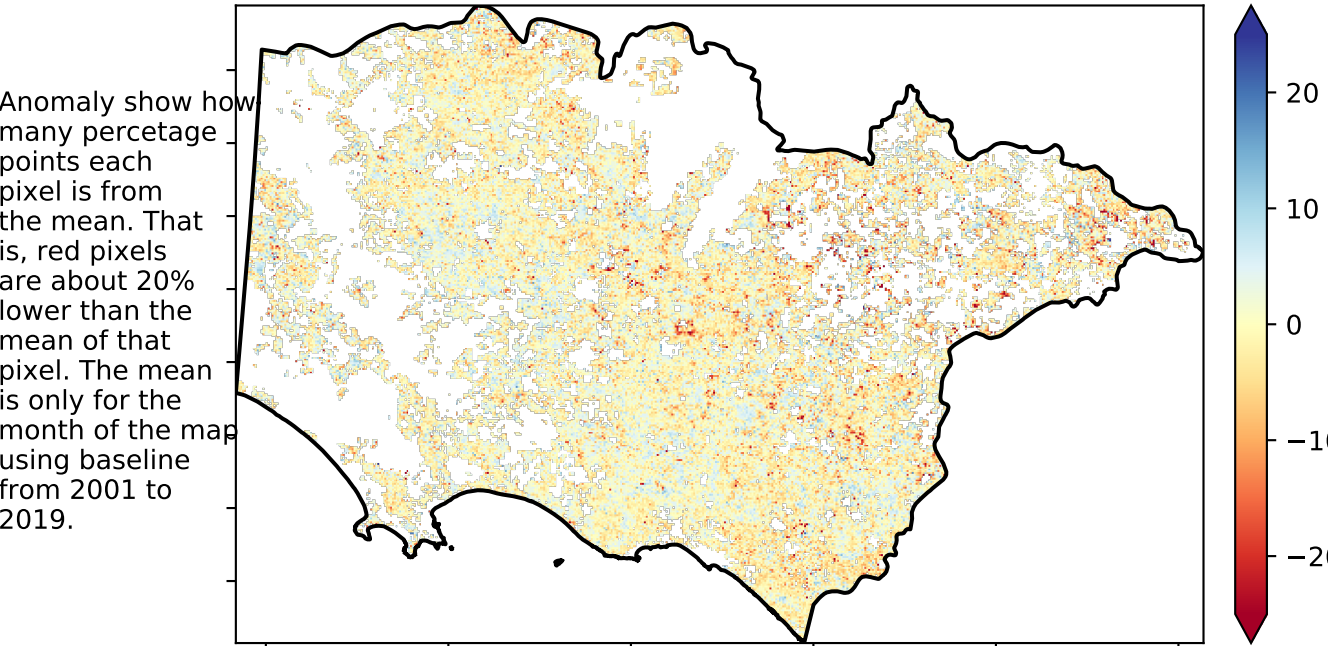 Anomaly show how
many percetage
points each
pixel is from
the mean. That
is, red pixels
are about 20%
lower than the
mean of that
pixel. The mean
is only for the
month of the map
using baseline
from 2001 to
2019.
20
10
0
−10
−20